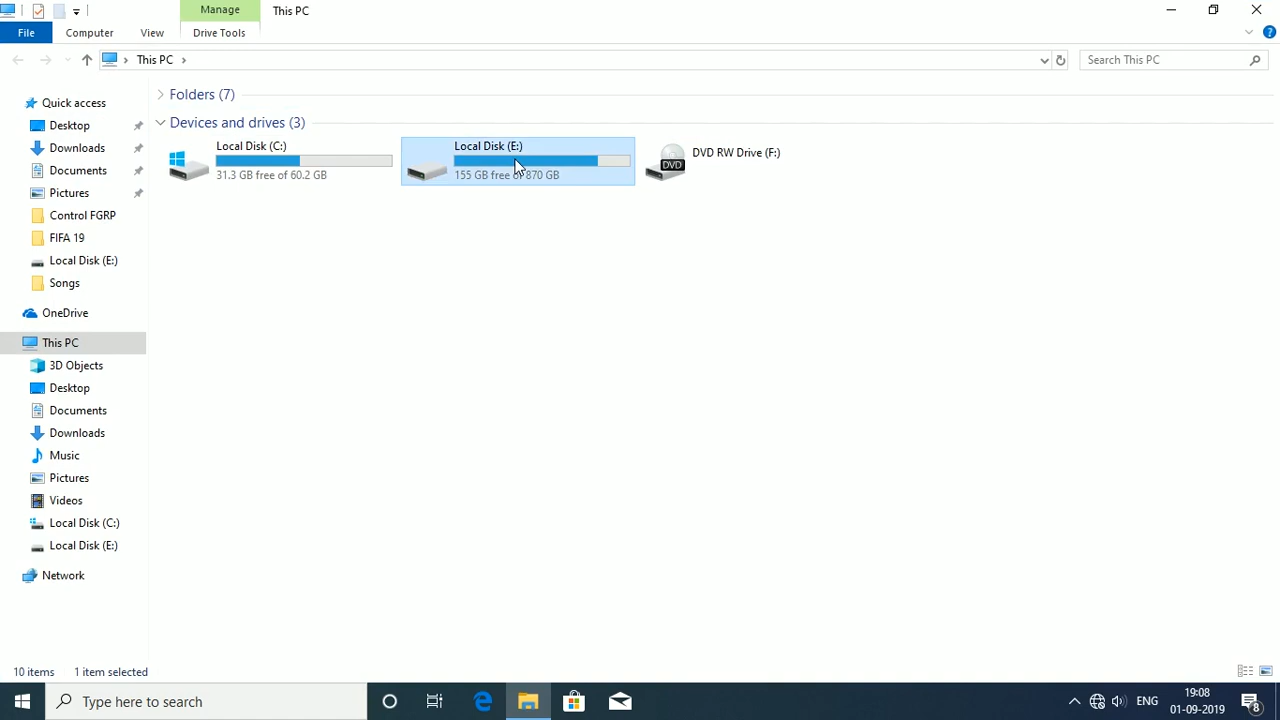 Manage
This PC
File
Computer
View
Drive Tools
This PC
Search This PC
Quick access
Desktop
Downloads
Documents
Pictures
Control FGRP
FIFA 19
Local Disk (E:)
Songs
OneDrive
This PC
3D Objects
Desktop
Documents
Downloads
Music
Pictures
Videos
Local Disk (C:)
Local Disk (E:)
Network
Folders (7)
Devices and drives (3)
Local Disk (C:)
31.3 GB free of 60.2 GB
Local Disk (E:)
155 GB free of 870 GB
DVD
DVD RW Drive (F:)
10 items
1 item selected
Type here to search
ENG
19:08
01-09-2019
8